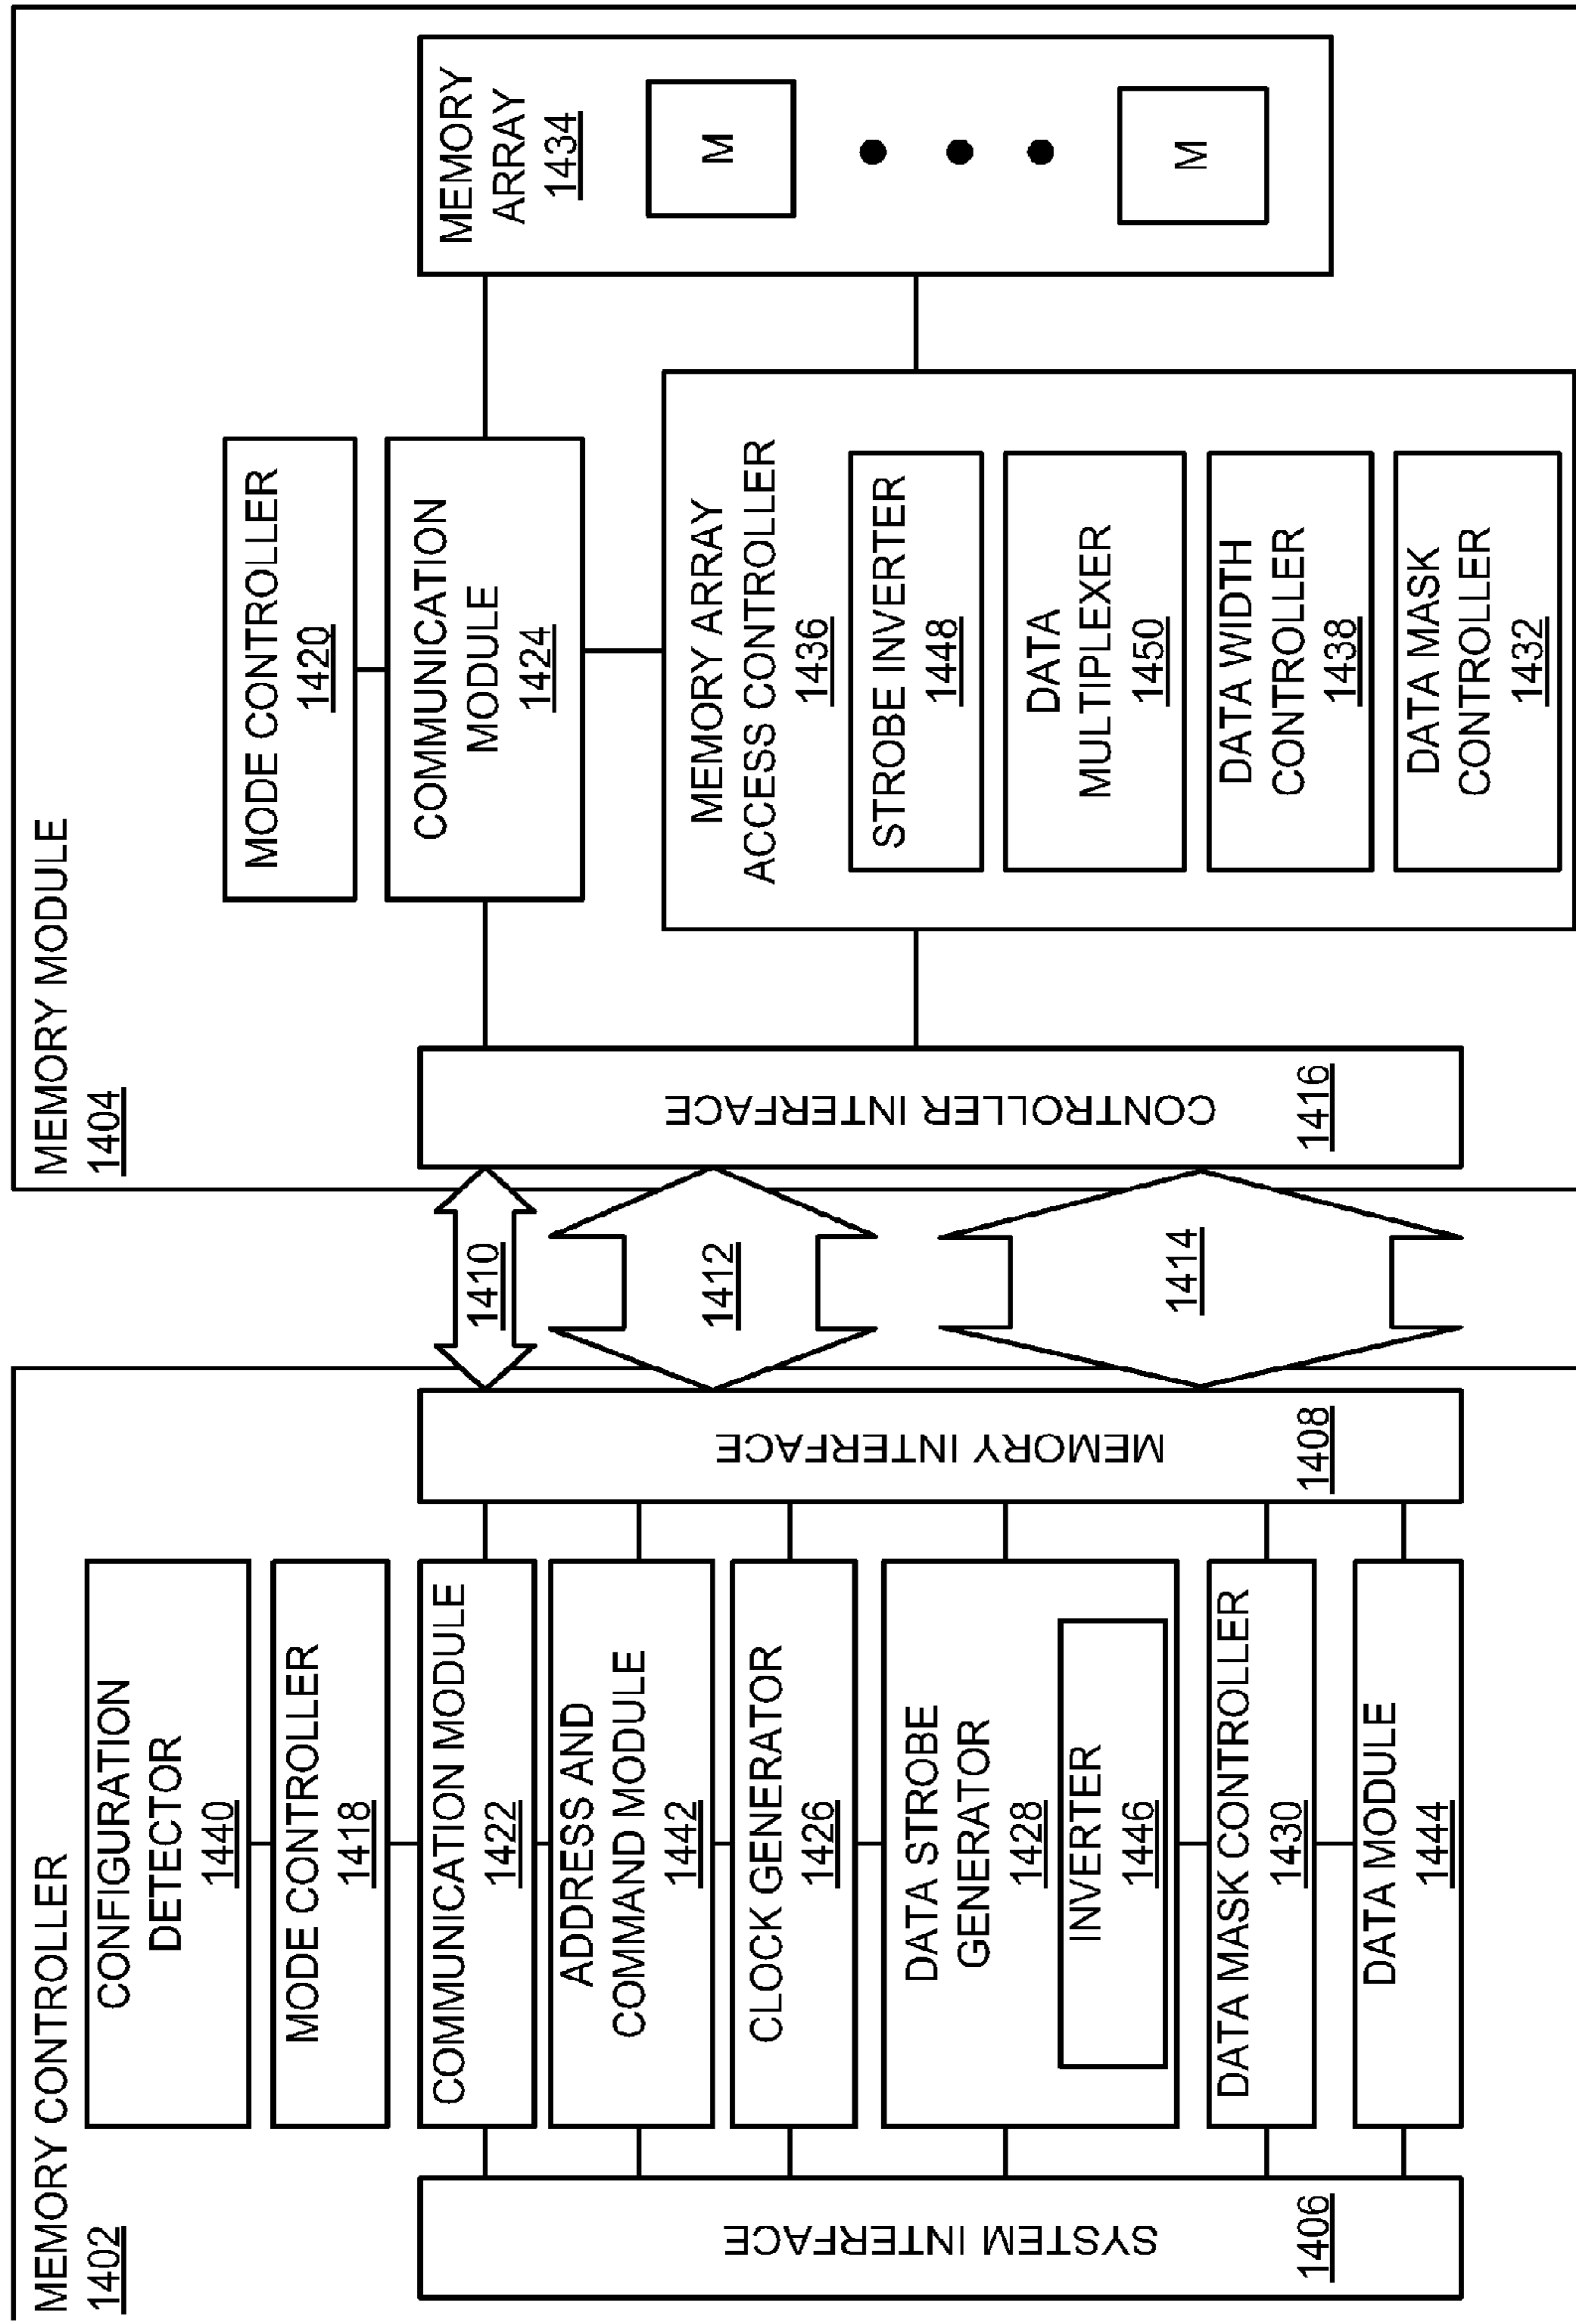 MEMORY CONTROLLER
1402
CONFIGURATION
DETECTOR
1440
MODE CONTROLLER
1418
COMMUNICATION MODULE
1422
ADDRESS AND
COMMAND MODULE
1442
CLOCK GENERATOR
1426
DATA STROBE
GENERATOR
1428
INVERTER
1446
DATA MASK CONTROLLER
1430
DATA MODULE
1444
SYSTEM INTERFACE
1406
MEMORY INTERFACE
1408
1410
1412
1414
MEMORY MODULE
1404
CONTROLLER INTERFACE
1416
MODE CONTROLLER
1420
COMMUNICATION
MODULE
1424
MEMORY ARRAY
ACCESS CONTROLLER
1436
STROBE INVERTER
1448
DATA
MULTIPLEXER
1450
DATA WIDTH
CONTROLLER
1438
DATA MASK
CONTROLLER
1432
MEMORY
ARRAY
1434
M
M